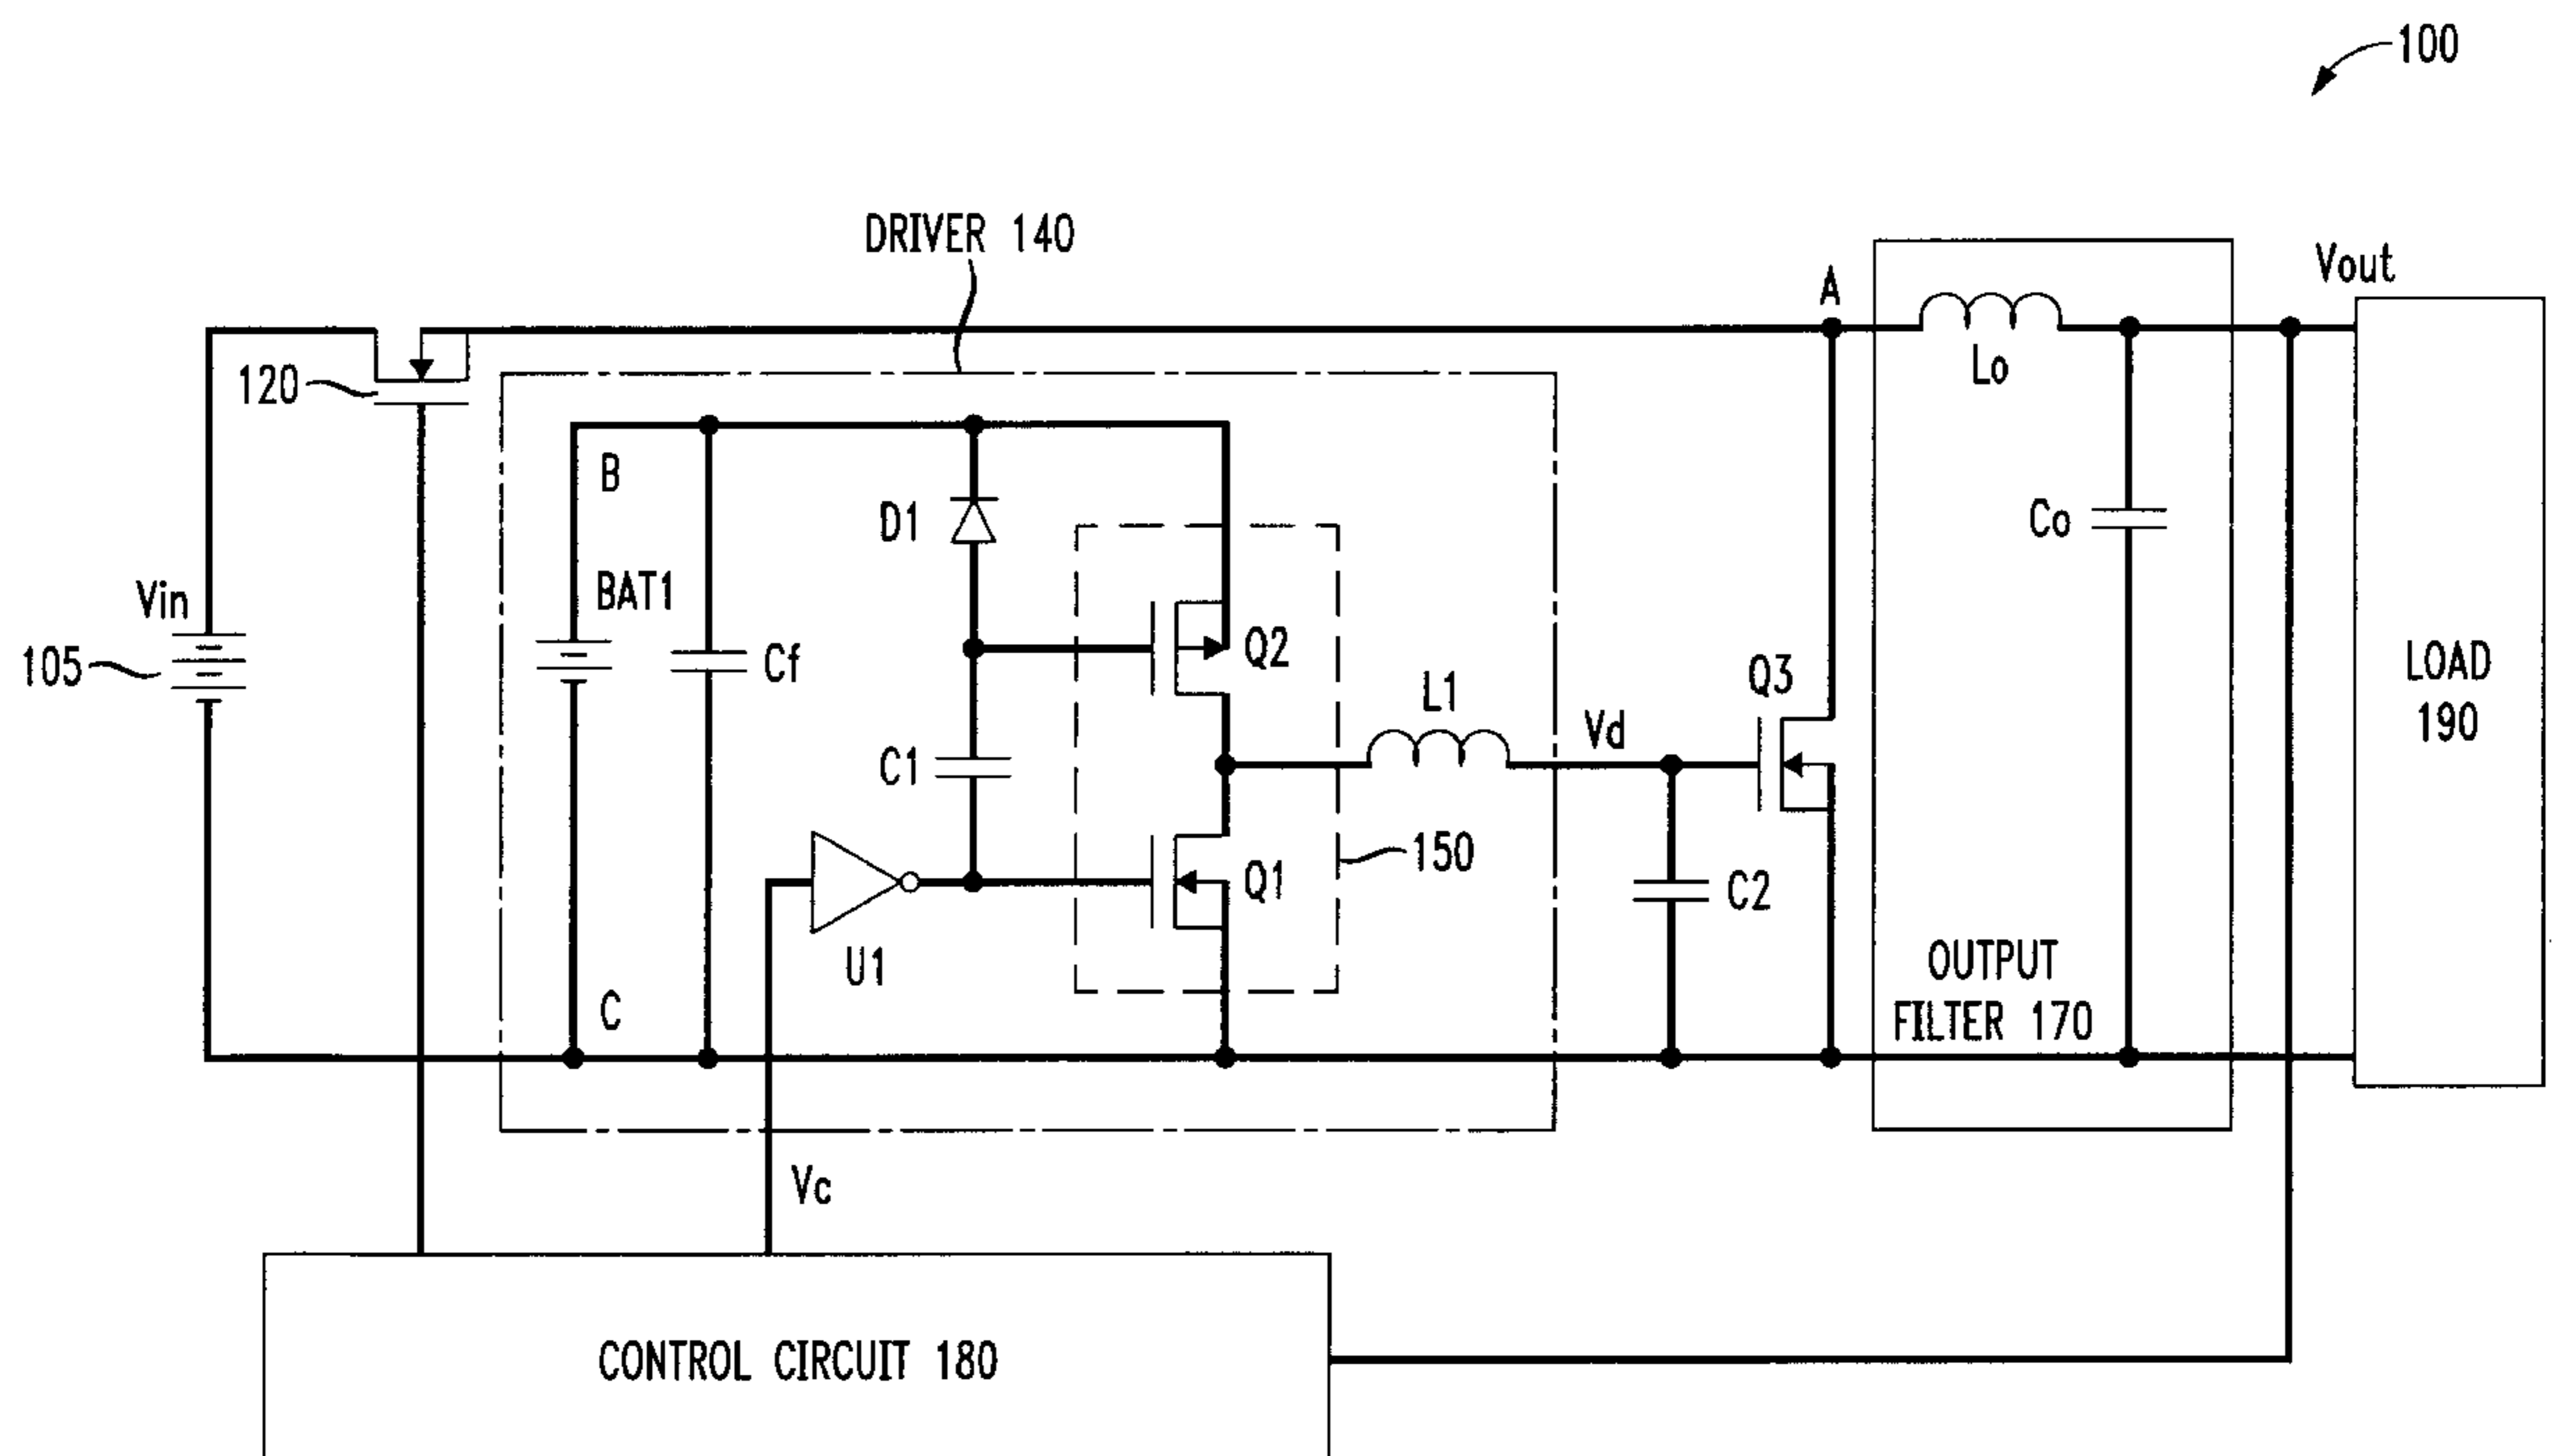 100
DRIVER 140
A
Vout
120
Lo
B
D1
Co
Vin
BAT1
105
Cf
Q2
Q3
LOAD
190
L1
Vd
C1
150
Q1
C2
U1
C
OUTPUT
FILTER 170
Vc
CONTROL CIRCUIT 180